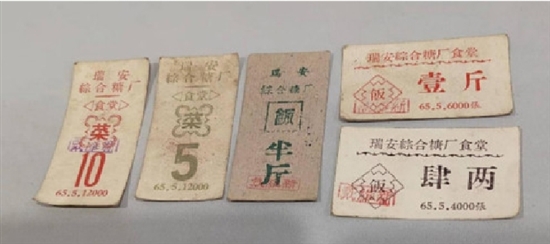 瑞安
綜合糖厂
〈食堂〉
菜
10
65.5.12000
瑞安
綜合糖厂
〈食堂〉
菜
5
65.5.12000
瑞安
綜合糖厂
飯
半斤
瑞安綜合糖厂食堂
飯
壹斤
65.5.6000張
瑞安綜合糖厂食堂
飯
肆两
65.5.4000張